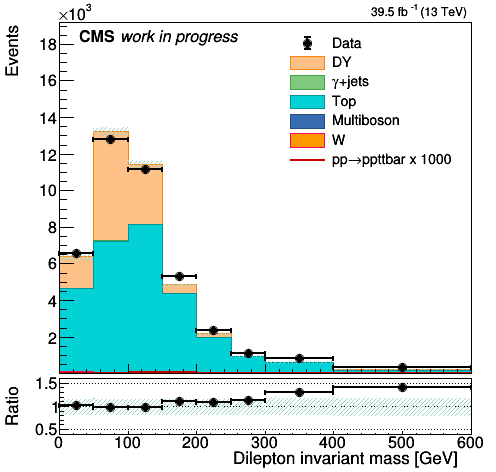 ×10³
39.5 fb⁻¹ (13 TeV)
CMS work in progress
Events
18
16
14
12
10
8
6
4
2
Data
DY
γ+jets
Top
Multiboson
W
pp→ppttbar x 1000
Ratio
1.5
1
0.5
0 100 200 300 400 500 600
Dilepton invariant mass [GeV]